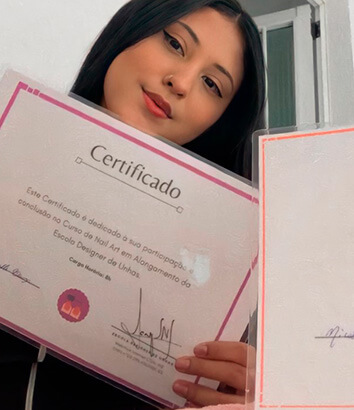 Certificado
Este Certificado é dedicado a sua participação e
conclusão no Curso de Nail Art em Alongamento da
Escola Designer de Unhas.
Carga Horária: 8h